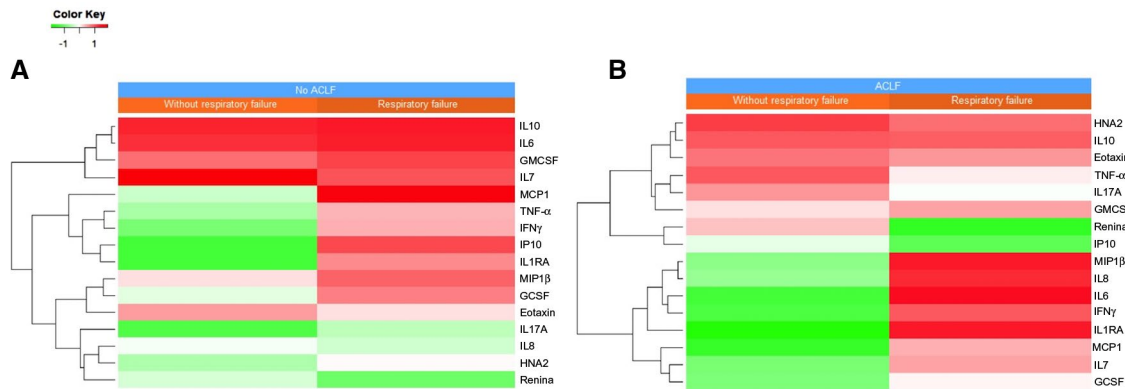 Color Key
-1 1
A
No ACLF
Without respiratory failure Respiratory failure
IL10
IL6
GMCSF
IL7
MCP1
TNF-α
IFNγ
IP10
IL1RA
MIP1β
GCSF
Eotaxin
IL17A
IL8
HNA2
Renina
B
ACLF
Without respiratory failure Respiratory failure
HNA2
IL10
Eotaxin
TNF-α
IL17A
GMCS
Renina
IP10
MIP1β
IL8
IL6
IFNγ
IL1RA
MCP1
IL7
GCSF